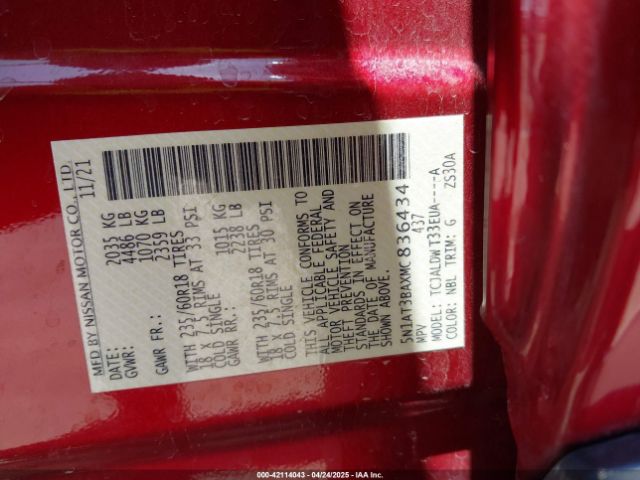 MFD BY NISSAN MOTOR CO., LTD.
DATE: 11/21
GVWR: 2035 KG
4486 LB
GAWR FR.: 1070 KG
2359 LB
WITH 235/60R18 TIRES
18 X 7.5 RIMS AT 33 PSI
COLD SINGLE
GAWR RR.: 1015 KG
2238 LB
WITH 235/60R18 TIRES
18 X 7.5 RIMS AT 30 PSI
COLD SINGLE
THIS VEHICLE CONFORMS TO
ALL APPLICABLE FEDERAL
MOTOR VEHICLE SAFETY AND
THEFT PREVENTION
STANDARDS IN EFFECT ON
THE DATE OF MANUFACTURE
SHOWN ABOVE.
5N1AT3BAXMC836434
MPV 437
MODEL: TCJALDWT33EUA----A
COLOR: NBL TRIM: G ZS30A
000-42114043 - 04/24/2025 - IAAI.COM